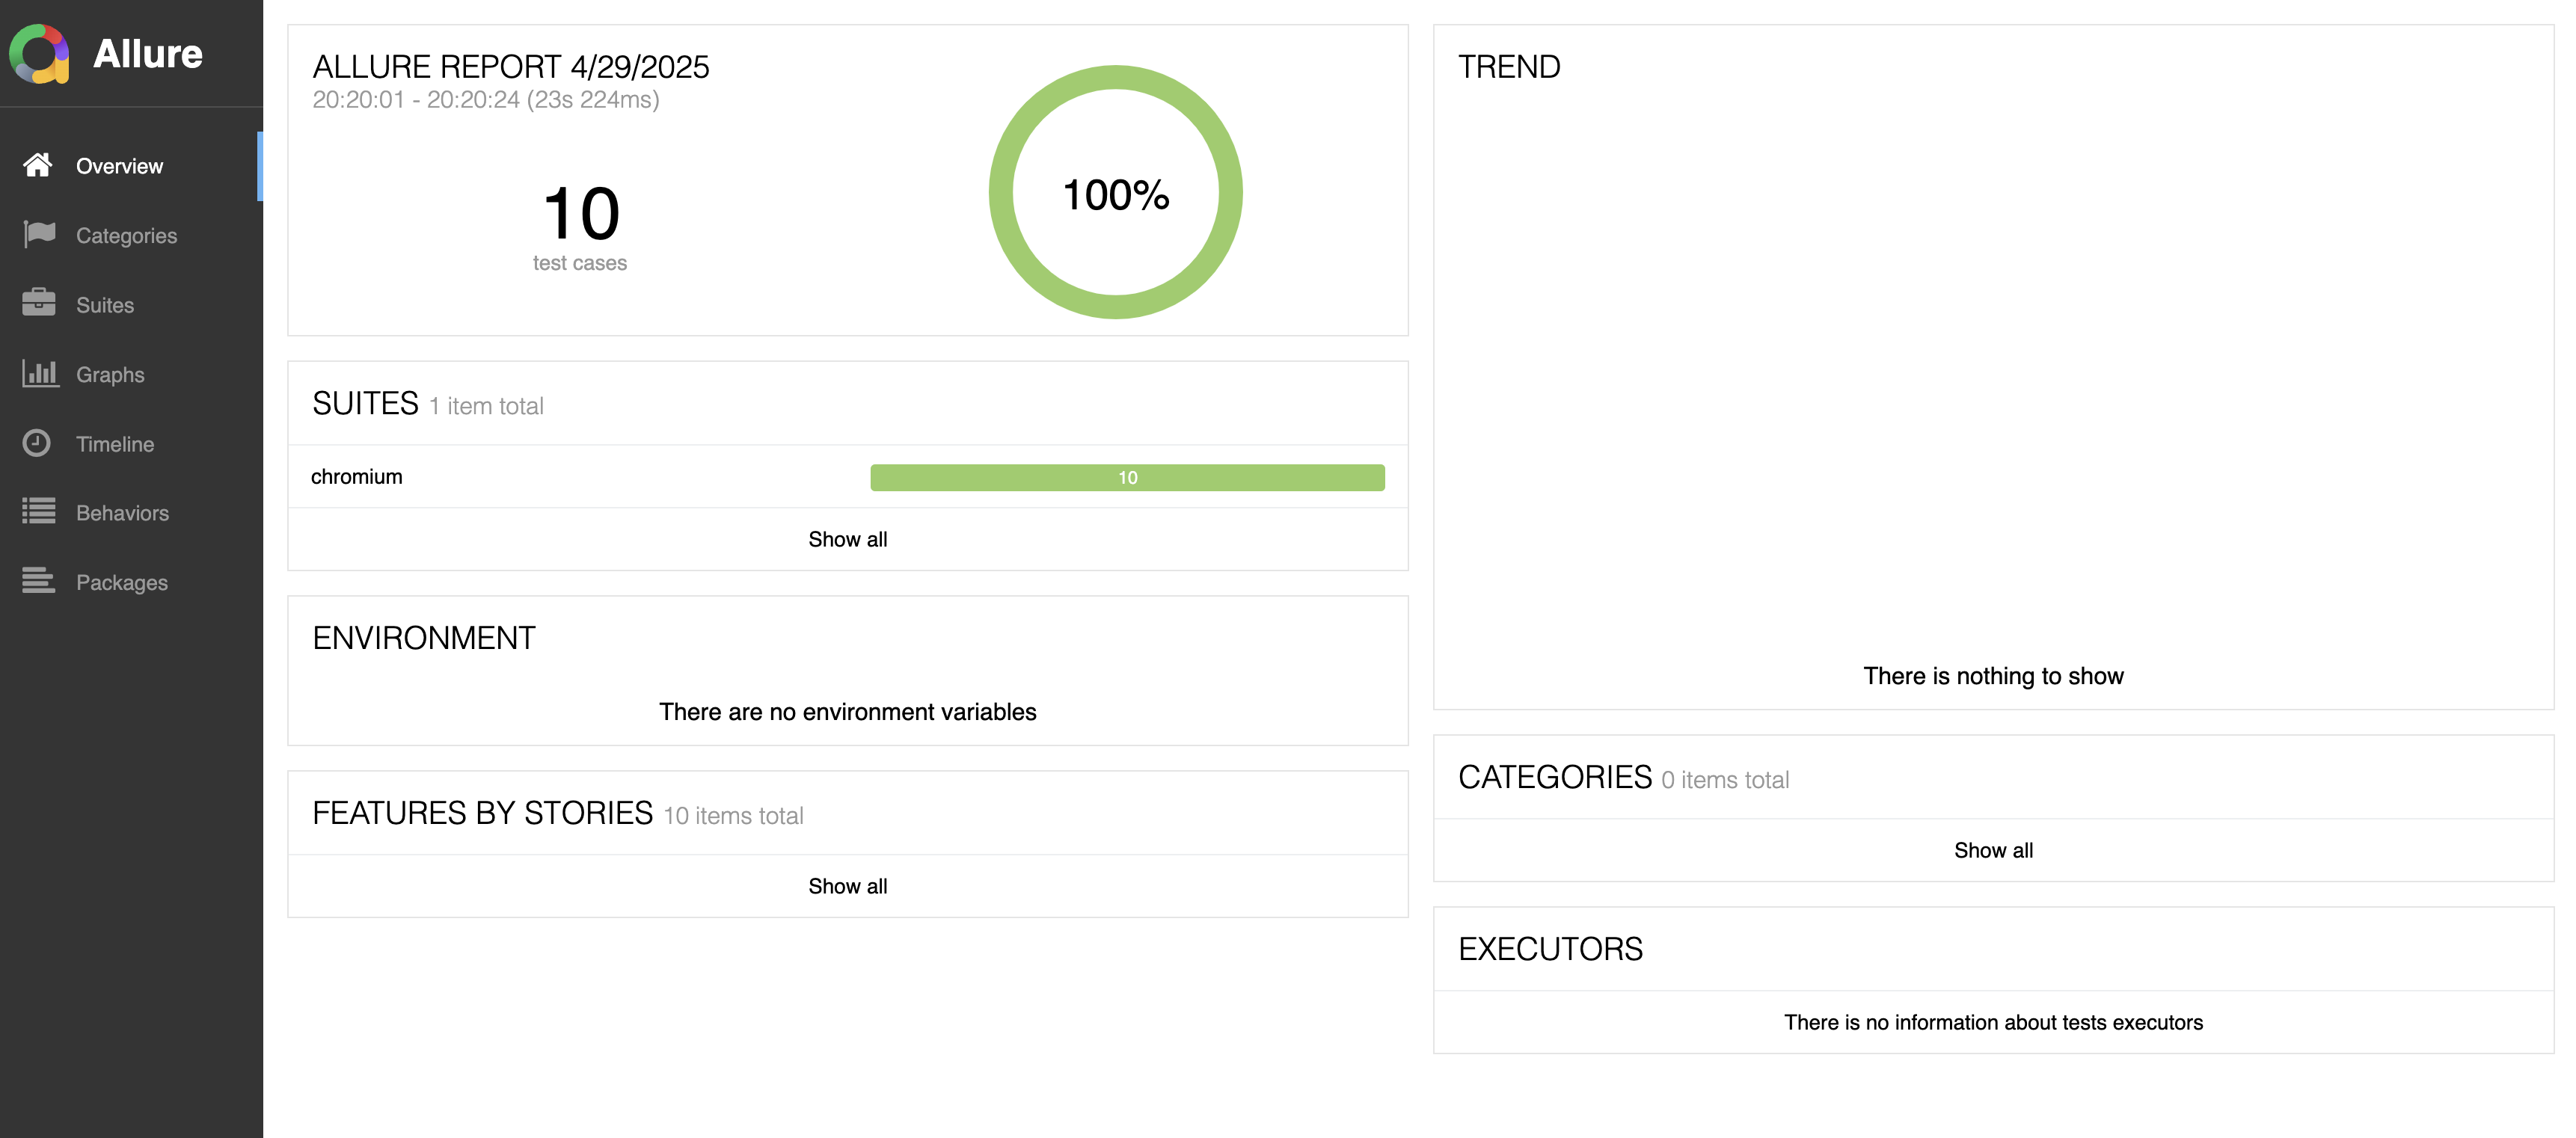 Allure
Overview
Categories
Suites
Graphs
Timeline
Behaviors
Packages
ALLURE REPORT 4/29/2025
20:20:01 - 20:20:24 (23s 224ms)
10
test cases
100%
SUITES 1 item total
chromium 10
Show all
ENVIRONMENT
There are no environment variables
FEATURES BY STORIES 10 items total
Show all
TREND
There is nothing to show
CATEGORIES 0 items total
Show all
EXECUTORS
There is no information about tests executors